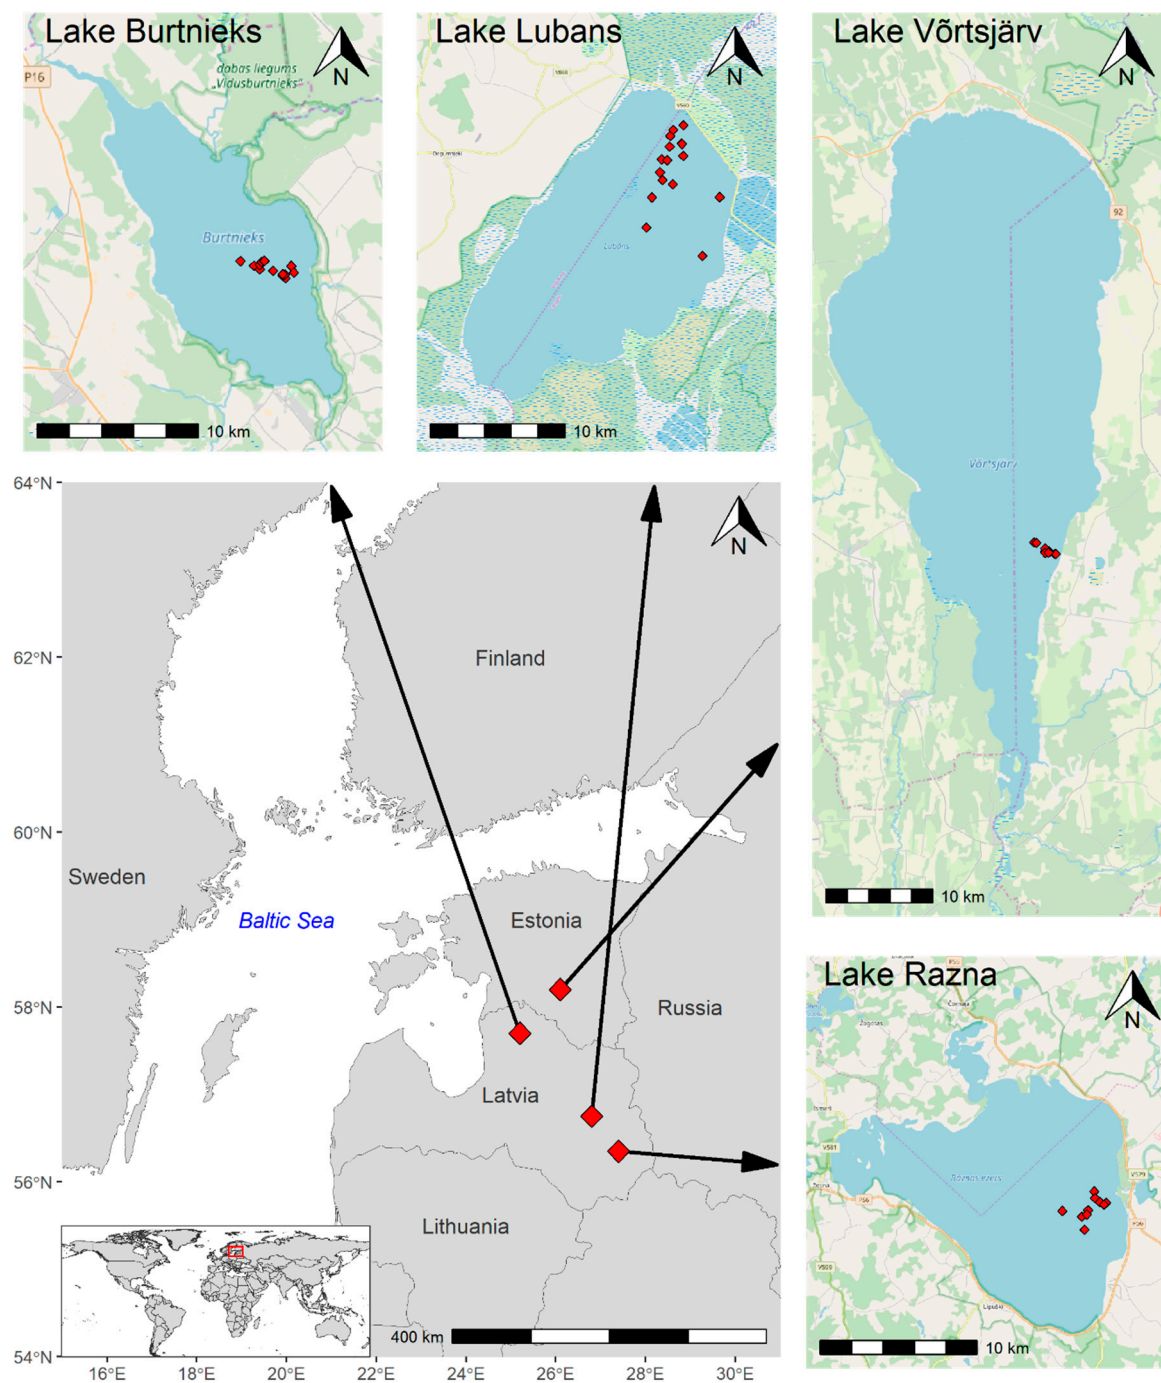 Lake Burtnieks
P16
dabas liegums
„Vidusburtnieks“
N
Burtnieks
10 km
Lake Lubans
N
Lubāns
10 km
Lake Võrtsjärv
N
92
Võrtsjärv
10 km
64°N
62°N
60°N
58°N
56°N
54°N
N
Finland
Sweden
Baltic Sea
Estonia
Russia
Latvia
Lithuania
400 km
16°E
18°E
20°E
22°E
24°E
26°E
28°E
30°E
Lake Razna
N
Rāznas ezers
Lipuški
10 km